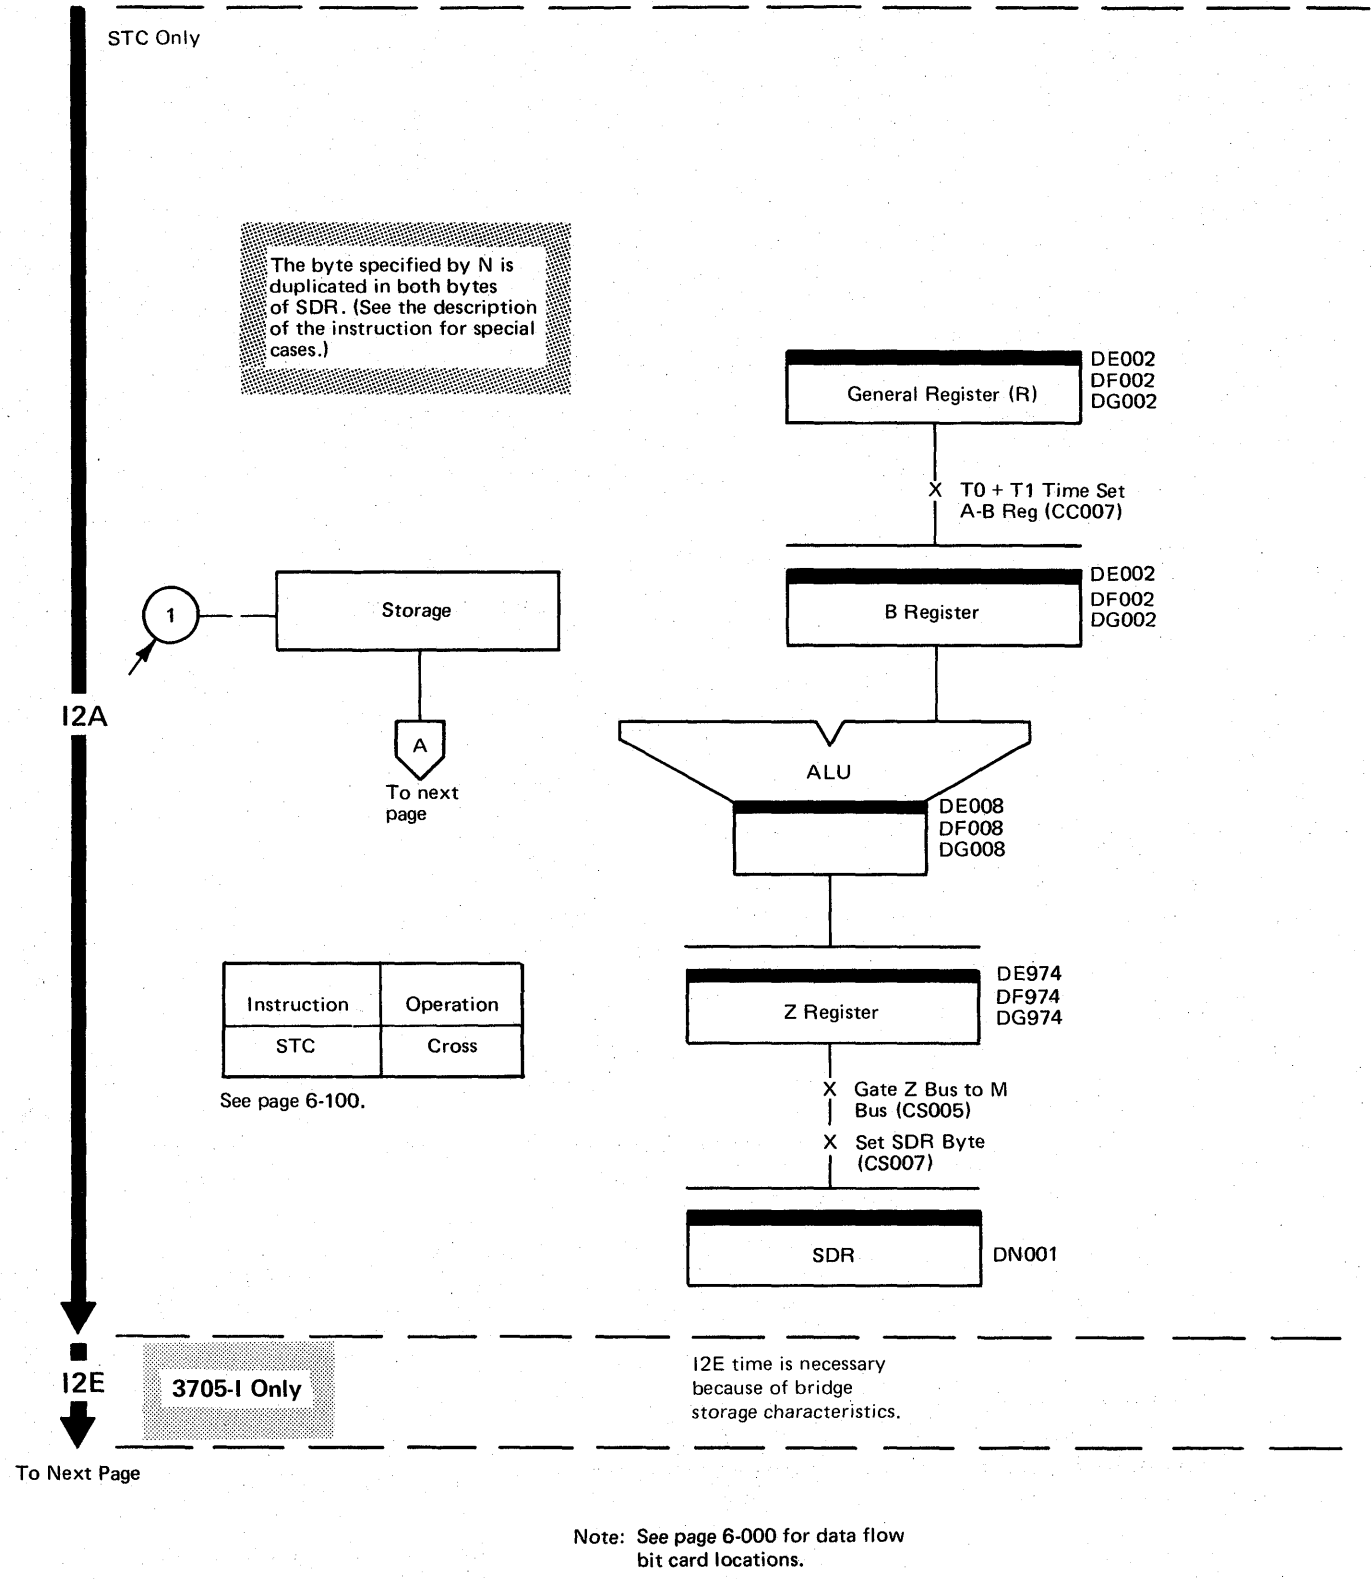 STC Only
The byte specified by N is
duplicated in both bytes
of SDR. (See the description
of the instruction for special
cases.)
General Register (R)
DE002
DF002
DG002
X T0 + T1 Time Set
A-B Reg (CC007)
1
Storage
B Register
DE002
DF002
DG002
I2A
A
To next
page
ALU
DE008
DF008
DG008
Instruction Operation
STC Cross
See page 6-100.
Z Register
DE974
DF974
DG974
X Gate Z Bus to M
Bus (CS005)
X Set SDR Byte
(CS007)
SDR
DN001
I2E
3705-I Only
I2E time is necessary
because of bridge
storage characteristics.
To Next Page
Note: See page 6-000 for data flow
bit card locations.